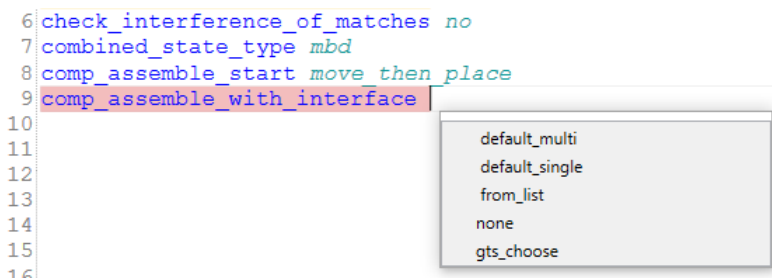 6 check_interference_of_matches no
7 combined_state_type mbd
8 comp_assemble_start move_then_place
9 comp_assemble_with_interface
10
11
12
13
14
15
16
default_multi
default_single
from_list
none
gts_choose